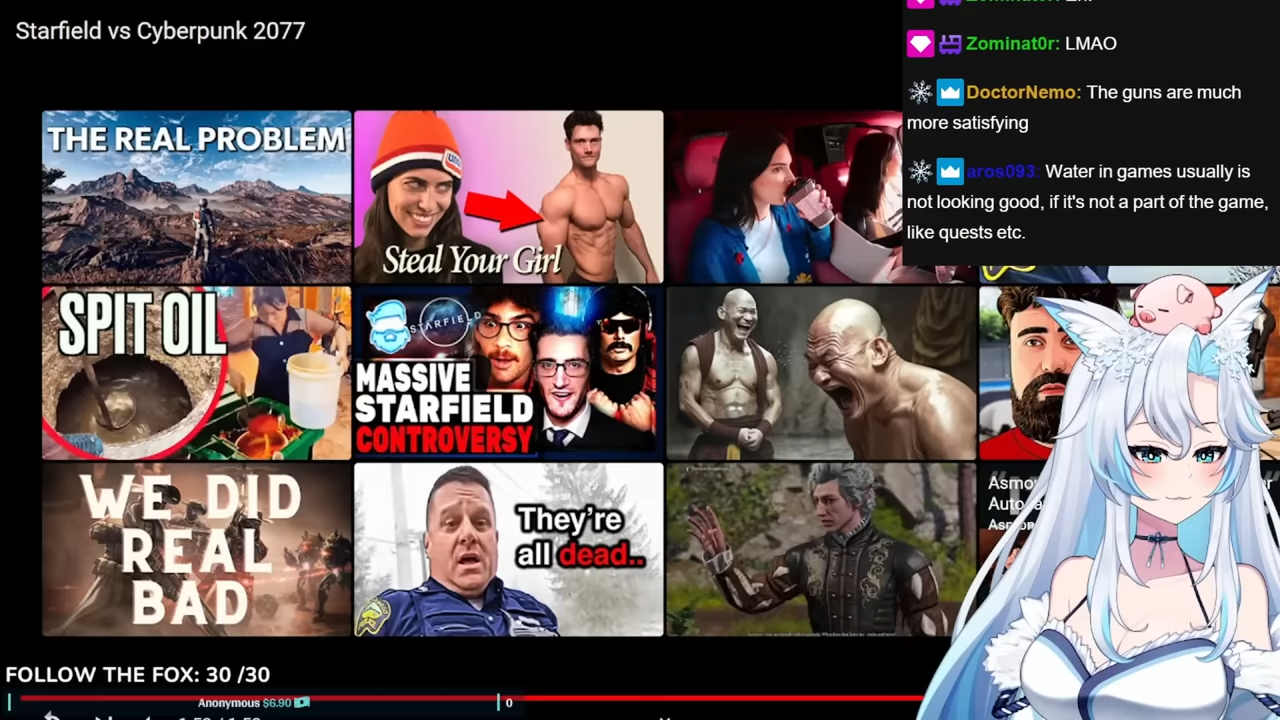 Starfield vs Cyberpunk 2077
Zominat0r: LMAO
DoctorNemo: The guns are much
more satisfying
aros093: Water in games usually is
not looking good, if it's not a part of the game,
like quests etc.
THE REAL PROBLEM
Steal Your Girl
SPIT OIL
STARFIELD
MASSIVE
STARFIELD
CONTROVERSY
WE DID
REAL
BAD
They're
all dead..
Asmo
Auto
Asmon
FOLLOW THE FOX: 30 /30
Anonymous $6.90
0